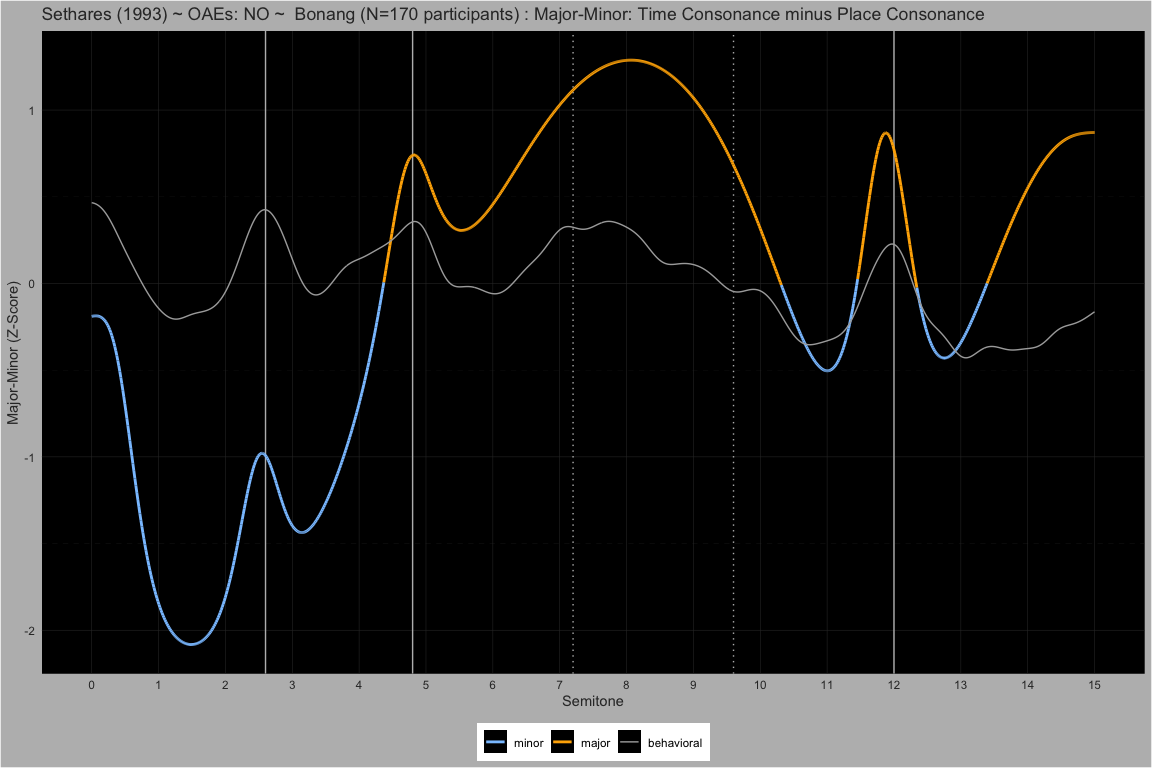 Sethares (1993) ~ OAEs: NO ~  Bonang (N=170 participants) : Major-Minor: Time Consonance minus Place Consonance
Major-Minor (Z-Score)
1
0
-1
-2
0 1 2 3 4 5 6 7 8 9 10 11 12 13 14 15
Semitone
minor major behavioral